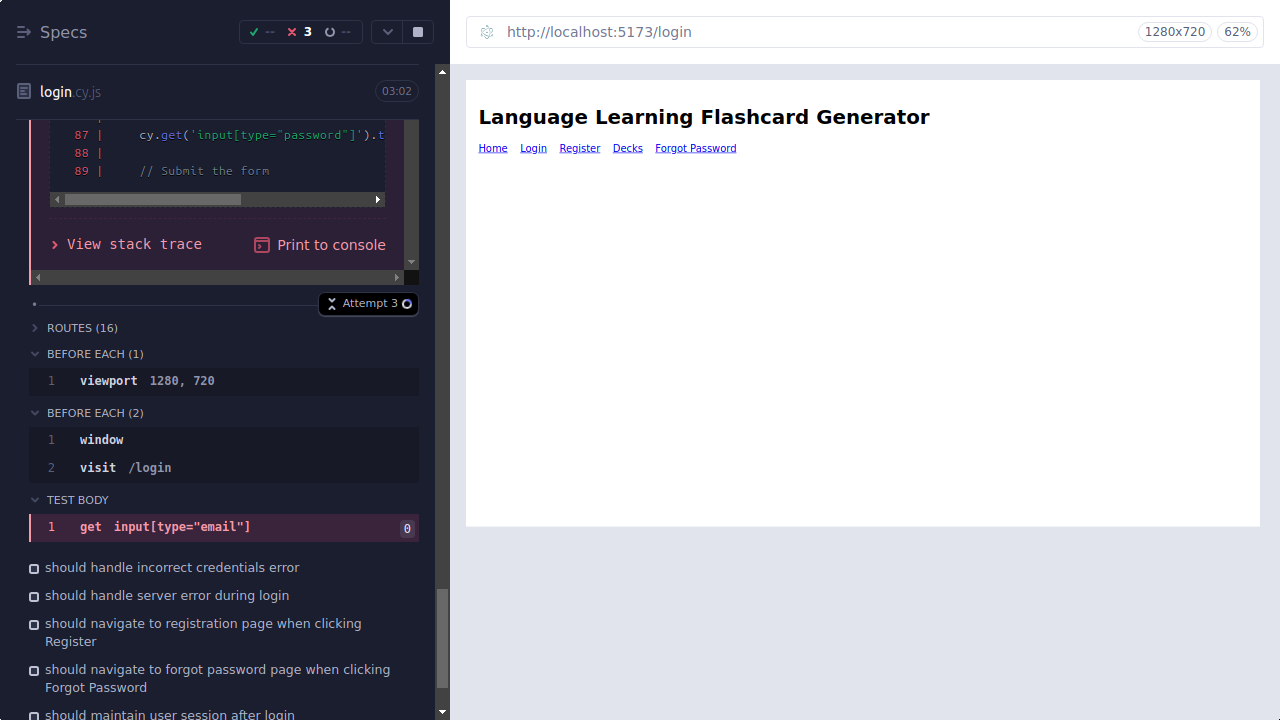 Specs
-- 3 --
http://localhost:5173/login
1280x720
62%
login.cy.js
03:02
87 | cy.get('input[type="password"]').t
88 |
89 | // Submit the form
View stack trace
Print to console
Attempt 3
ROUTES (16)
BEFORE EACH (1)
1 viewport 1280, 720
BEFORE EACH (2)
1 window
2 visit /login
TEST BODY
1 get input[type="email"] 0
should handle incorrect credentials error
should handle server error during login
should navigate to registration page when clicking
Register
should navigate to forgot password page when clicking
Forgot Password
should maintain user session after login
Language Learning Flashcard Generator
Home Login Register Decks Forgot Password